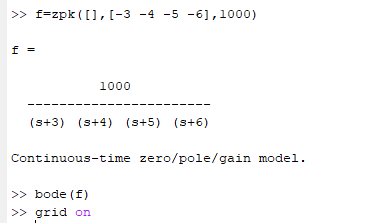 >> f=zpk([],[-3 -4 -5 -6],1000)
f =
1000
-----------------------
(s+3) (s+4) (s+5) (s+6)
Continuous-time zero/pole/gain model.
>> bode(f)
>> grid on